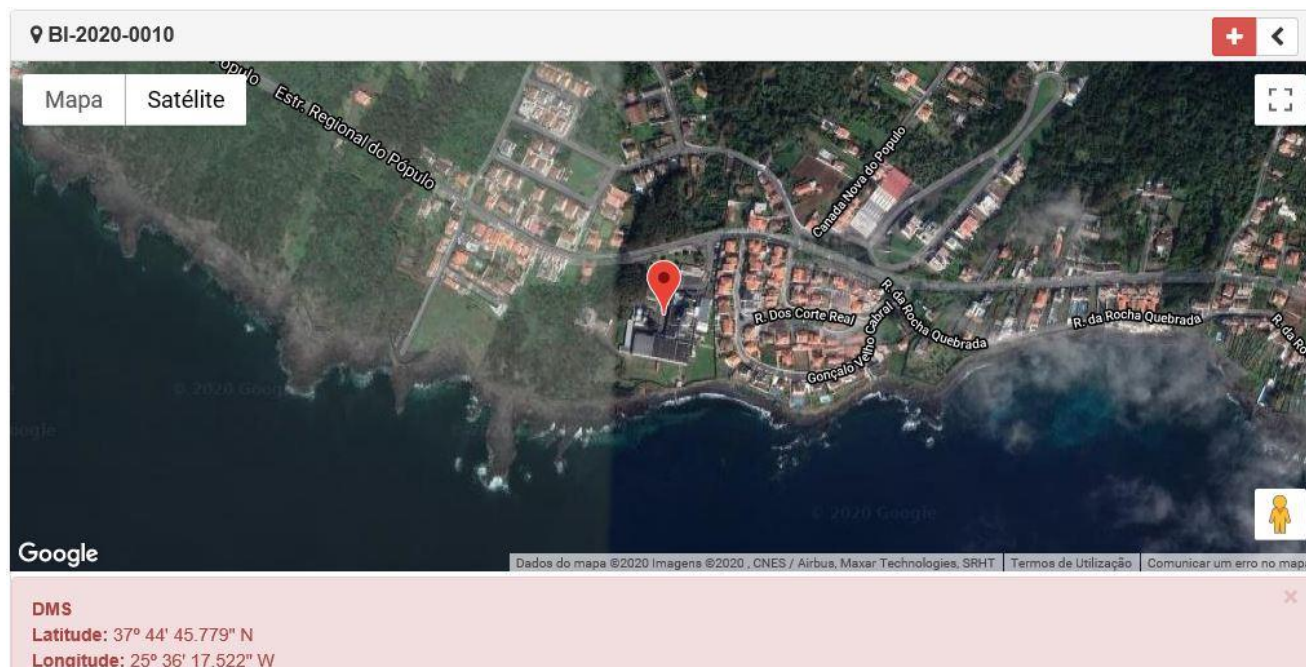 BI-2020-0010
Mapa Satélite
Estr. Regional do Pópulo
Canada Nova do Populo
R. Dos Corte Real
Gonçalo Velho Cabral
R. da Rocha Quebrada
R. da Rocha Quebrada
© 2020 Google
© 2020 Google
Google
Dados do mapa ©2020 Imagens ©2020 , CNES / Airbus, Maxar Technologies, SRHT Termos de Utilização Comunicar um erro no mapa
DMS
Latitude: 37º 44' 45.779" N
Longitude: 25º 36' 17.522" W